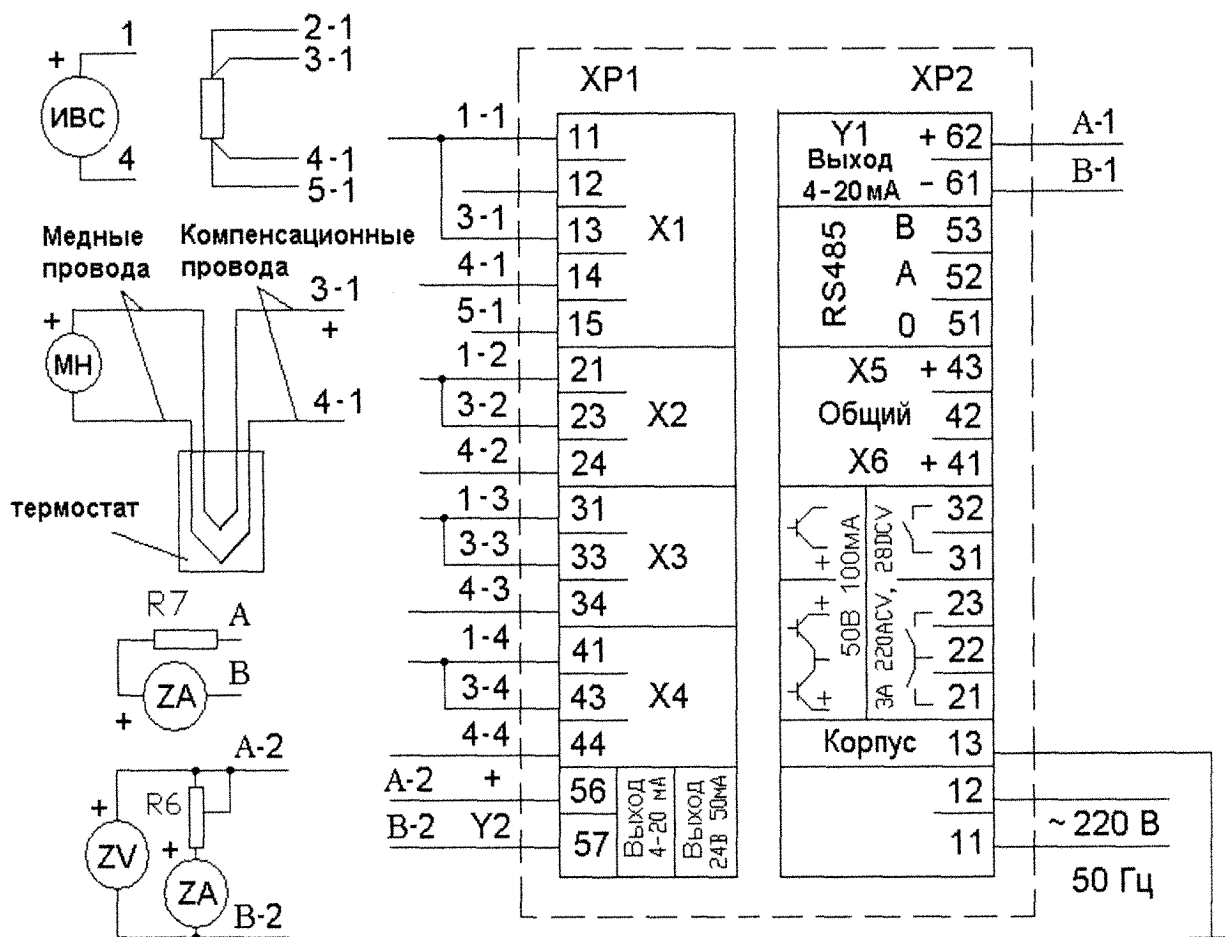 1
+
ИВС
4
2-1
3-1
4-1
5-1
Медные
провода
Компенсационные
провода
3-1
+
+
МН
4-1
термостат
R7
A
B
ZA
+
A-2
+
R6
ZV
+
ZA
B-2
XP1
XP2
1-1
11
12
3-1
13
X1
4-1
14
5-1
15
1-2
21
3-2
23
X2
4-2
24
1-3
31
3-3
33
X3
4-3
34
1-4
41
3-4
43
X4
4-4
44
A-2
+
56
B-2
Y2
57
Выход
4-20 мА
Выход
24В 50мА
Y1
+ 62
A-1
Выход
4-20 мА
- 61
B-1
RS485
B
53
A
52
0
51
X5
+ 43
Общий
42
X6
+ 41
50В 100мА
3А 220ACV, 28DCV
+
+
+
32
31
23
22
21
Корпус
13
12
~ 220 В
11
50 Гц